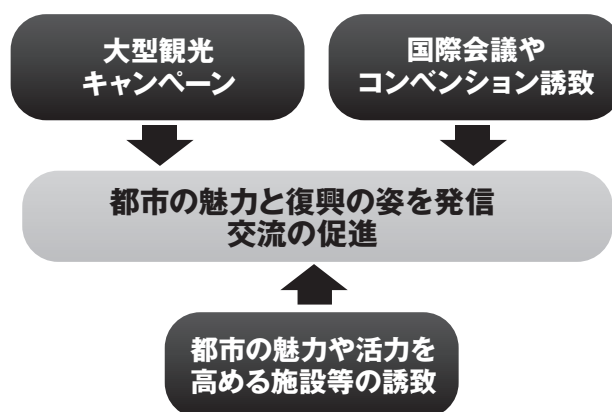 大型観光
キャンペーン
国際会議や
コンベンション誘致
都市の魅力と復興の姿を発信
交流の促進
都市の魅力や活力を
高める施設等の誘致